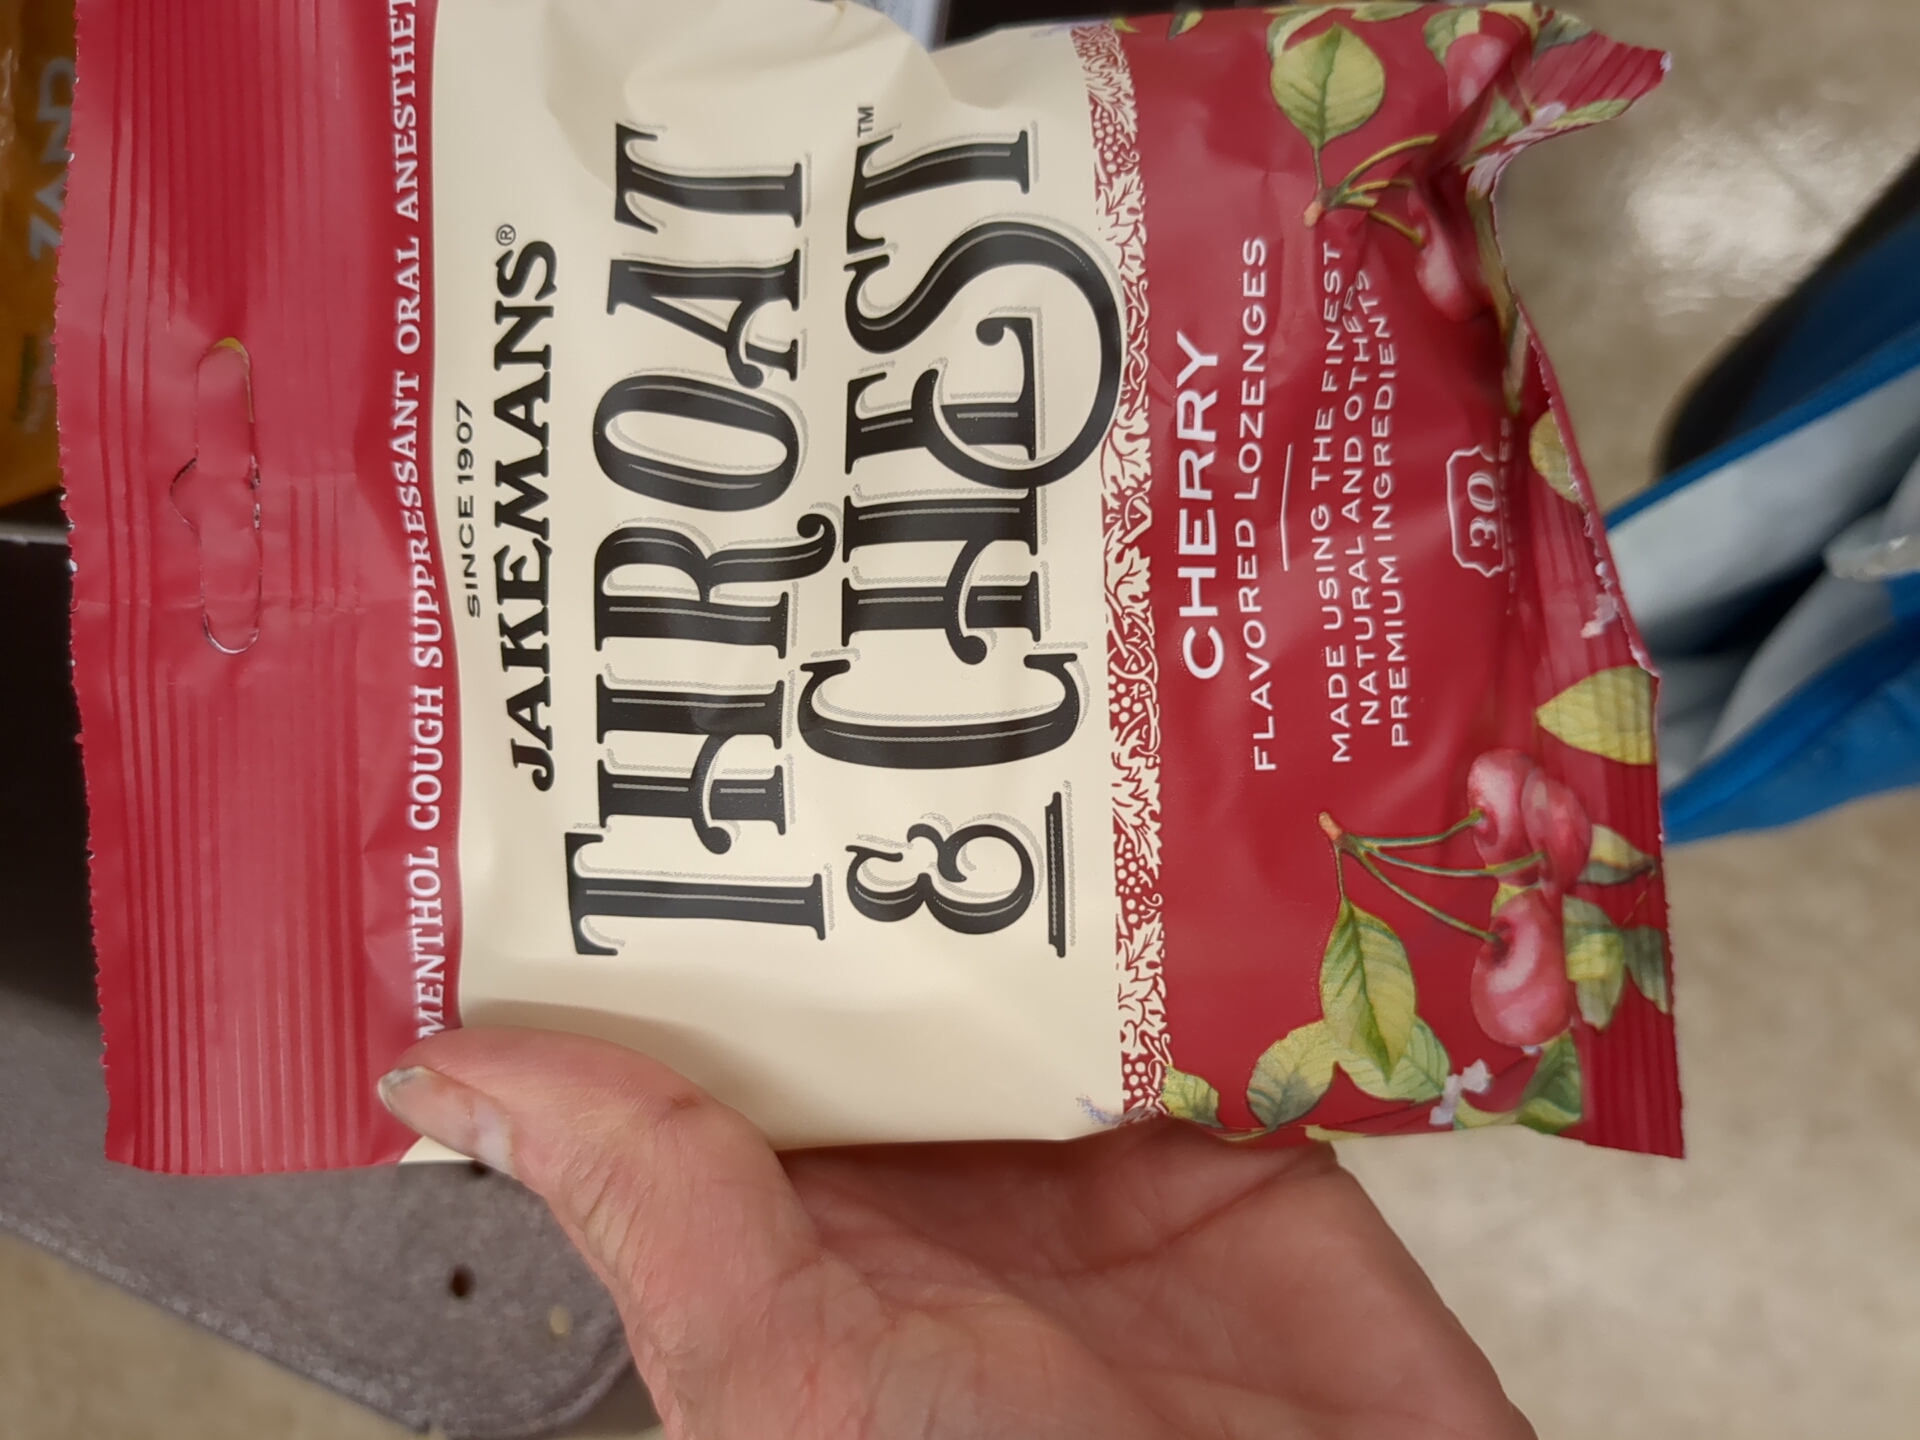 MENTHOL COUGH SUPPRESSANT ORAL ANESTHET
SINCE 1907
JAKEMANS®
THROAT
& CHEST™
CHERRY
FLAVORED LOZENGES
MADE USING THE FINEST
NATURAL AND OTHER
PREMIUM INGREDIENTS
30
ZAND